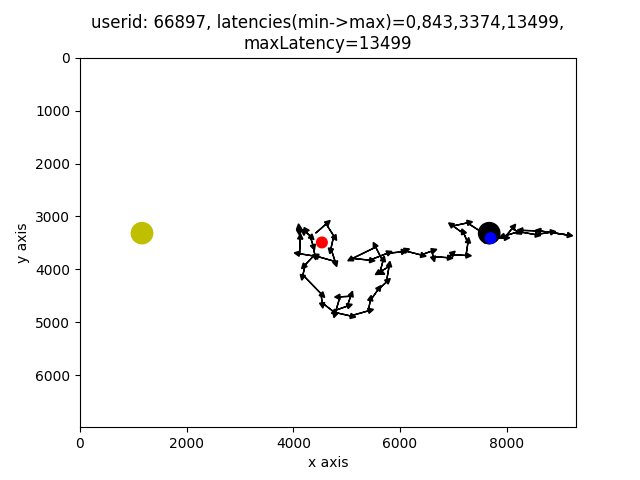 userid: 66897, latencies(min->max)=0,843,3374,13499,
maxLatency=13499
0
1000
2000
3000
4000
5000
6000
y axis
0 2000 4000 6000 8000
x axis